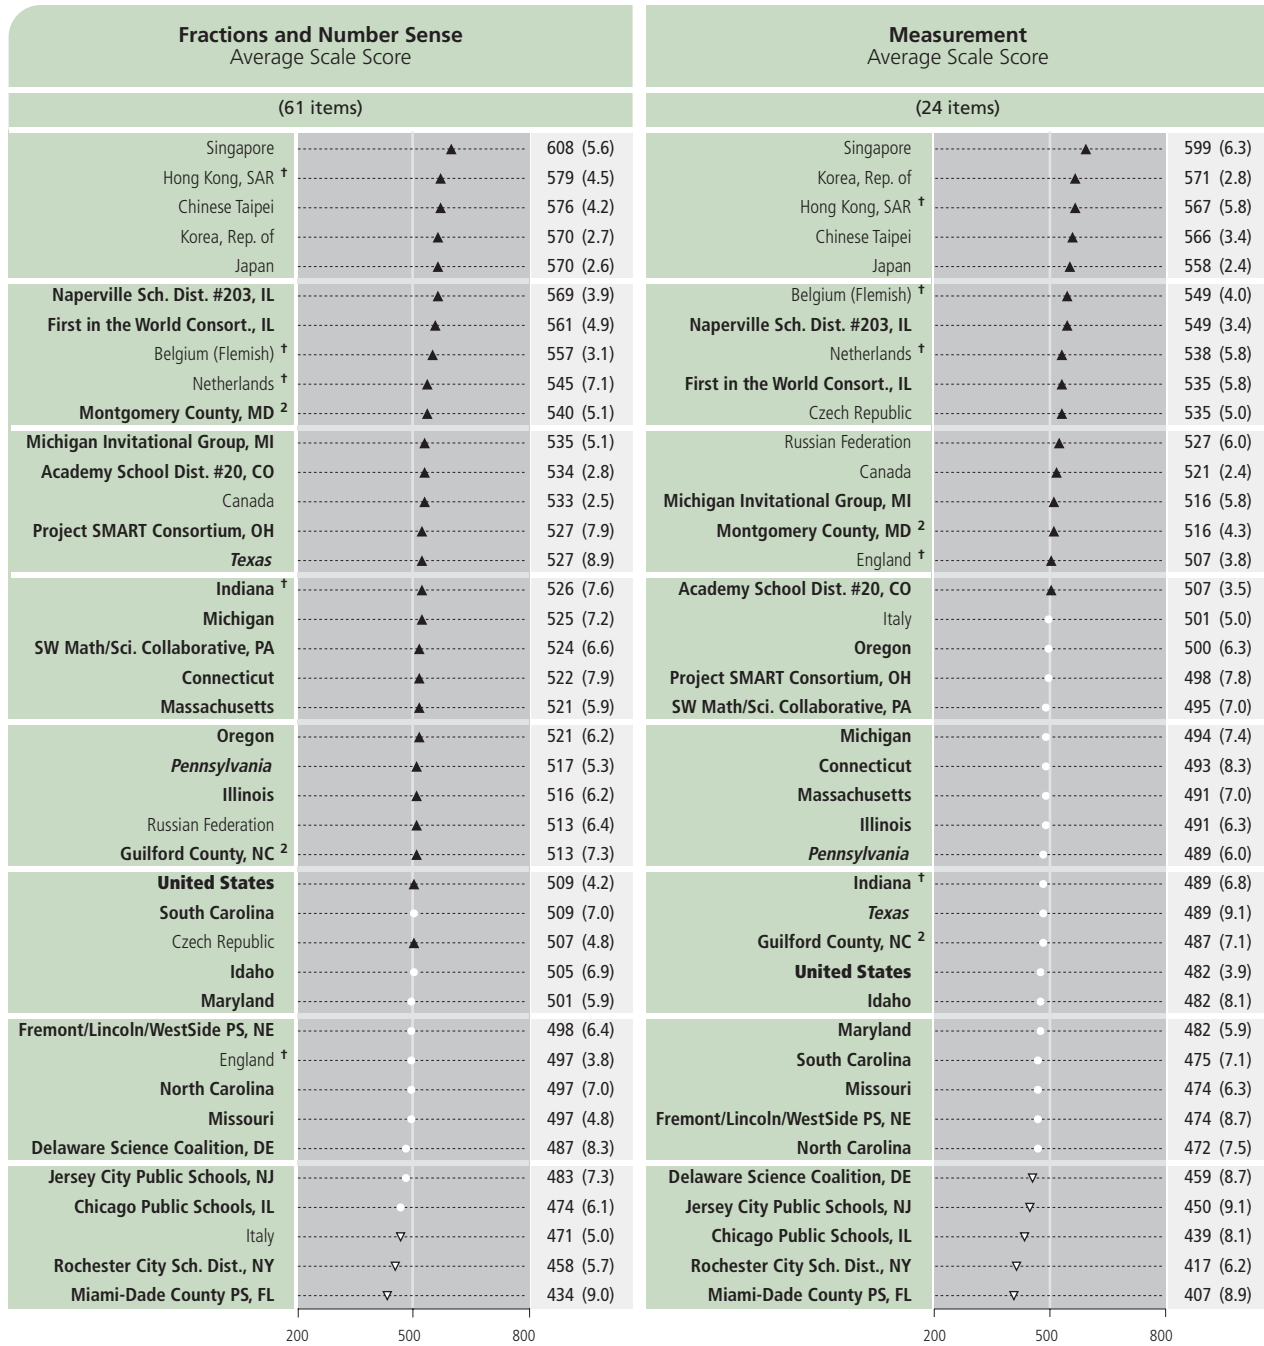 Fractions and Number Sense
Average Scale Score
(61 items)
Singapore 608 (5.6)
Hong Kong, SAR † 579 (4.5)
Chinese Taipei 576 (4.2)
Korea, Rep. of 570 (2.7)
Japan 570 (2.6)
Naperville Sch. Dist. #203, IL 569 (3.9)
First in the World Consort., IL 561 (4.9)
Belgium (Flemish) † 557 (3.1)
Netherlands † 545 (7.1)
Montgomery County, MD 2 540 (5.1)
Michigan Invitational Group, MI 535 (5.1)
Academy School Dist. #20, CO 534 (2.8)
Canada 533 (2.5)
Project SMART Consortium, OH 527 (7.9)
Texas 527 (8.9)
Indiana † 526 (7.6)
Michigan 525 (7.2)
SW Math/Sci. Collaborative, PA 524 (6.6)
Connecticut 522 (7.9)
Massachusetts 521 (5.9)
Oregon 521 (6.2)
Pennsylvania 517 (5.3)
Illinois 516 (6.2)
Russian Federation 513 (6.4)
Guilford County, NC 2 513 (7.3)
United States 509 (4.2)
South Carolina 509 (7.0)
Czech Republic 507 (4.8)
Idaho 505 (6.9)
Maryland 501 (5.9)
Fremont/Lincoln/WestSide PS, NE 498 (6.4)
England † 497 (3.8)
North Carolina 497 (7.0)
Missouri 497 (4.8)
Delaware Science Coalition, DE 487 (8.3)
Jersey City Public Schools, NJ 483 (7.3)
Chicago Public Schools, IL 474 (6.1)
Italy 471 (5.0)
Rochester City Sch. Dist., NY 458 (5.7)
Miami-Dade County PS, FL 434 (9.0)
200 500 800
Measurement
Average Scale Score
(24 items)
Singapore 599 (6.3)
Korea, Rep. of 571 (2.8)
Hong Kong, SAR † 567 (5.8)
Chinese Taipei 566 (3.4)
Japan 558 (2.4)
Belgium (Flemish) † 549 (4.0)
Naperville Sch. Dist. #203, IL 549 (3.4)
Netherlands † 538 (5.8)
First in the World Consort., IL 535 (5.8)
Czech Republic 535 (5.0)
Russian Federation 527 (6.0)
Canada 521 (2.4)
Michigan Invitational Group, MI 516 (5.8)
Montgomery County, MD 2 516 (4.3)
England † 507 (3.8)
Academy School Dist. #20, CO 507 (3.5)
Italy 501 (5.0)
Oregon 500 (6.3)
Project SMART Consortium, OH 498 (7.8)
SW Math/Sci. Collaborative, PA 495 (7.0)
Michigan 494 (7.4)
Connecticut 493 (8.3)
Massachusetts 491 (7.0)
Illinois 491 (6.3)
Pennsylvania 489 (6.0)
Indiana † 489 (6.8)
Texas 489 (9.1)
Guilford County, NC 2 487 (7.1)
United States 482 (3.9)
Idaho 482 (8.1)
Maryland 482 (5.9)
South Carolina 475 (7.1)
Missouri 474 (6.3)
Fremont/Lincoln/WestSide PS, NE 474 (8.7)
North Carolina 472 (7.5)
Delaware Science Coalition, DE 459 (8.7)
Jersey City Public Schools, NJ 450 (9.1)
Chicago Public Schools, IL 439 (8.1)
Rochester City Sch. Dist., NY 417 (6.2)
Miami-Dade County PS, FL 407 (8.9)
200 500 800